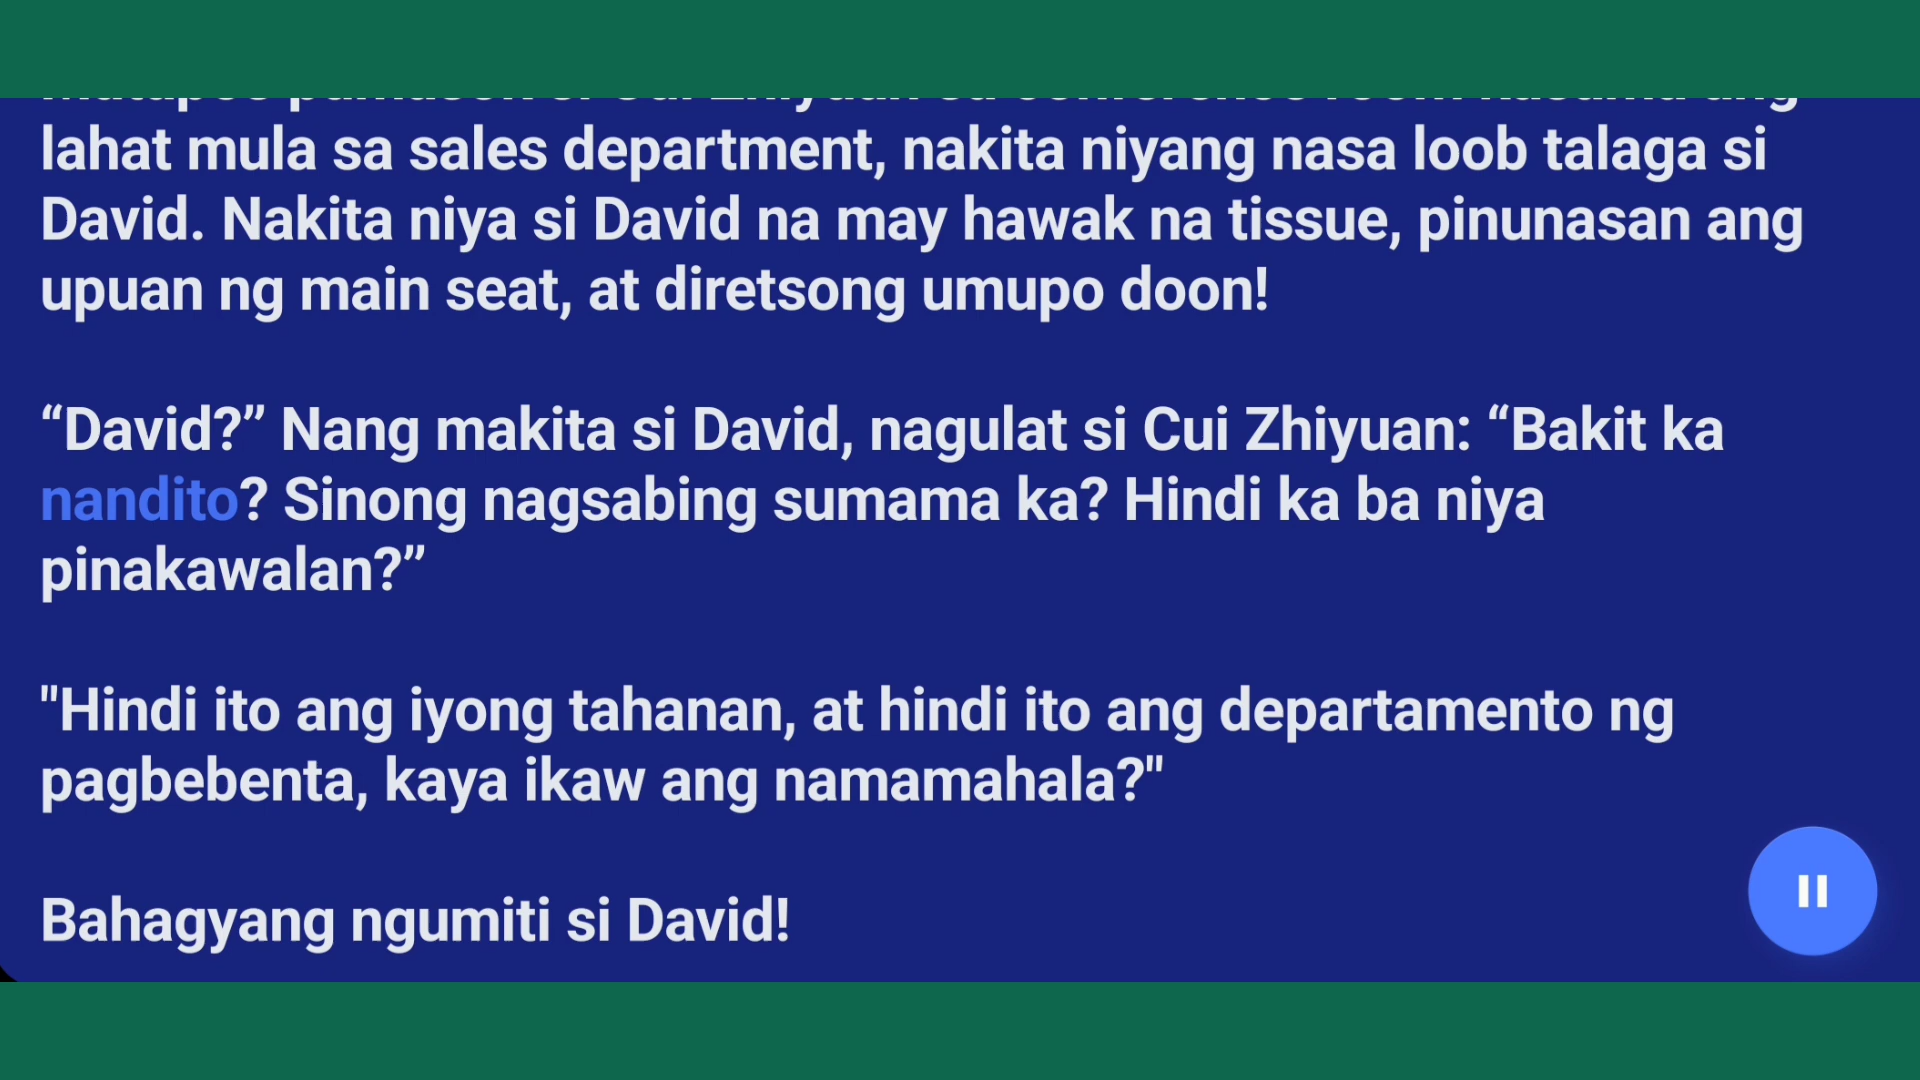 lahat mula sa sales department, nakita niyang nasa loob talaga si
David. Nakita niya si David na may hawak na tissue, pinunasan ang
upuan ng main seat, at diretsong umupo doon!
“David?” Nang makita si David, nagulat si Cui Zhiyuan: “Bakit ka
nandito? Sinong nagsabing sumama ka? Hindi ka ba niya
pinakawalan?”
"Hindi ito ang iyong tahanan, at hindi ito ang departamento ng
pagbebenta, kaya ikaw ang namamahala?"
Bahagyang ngumiti si David!